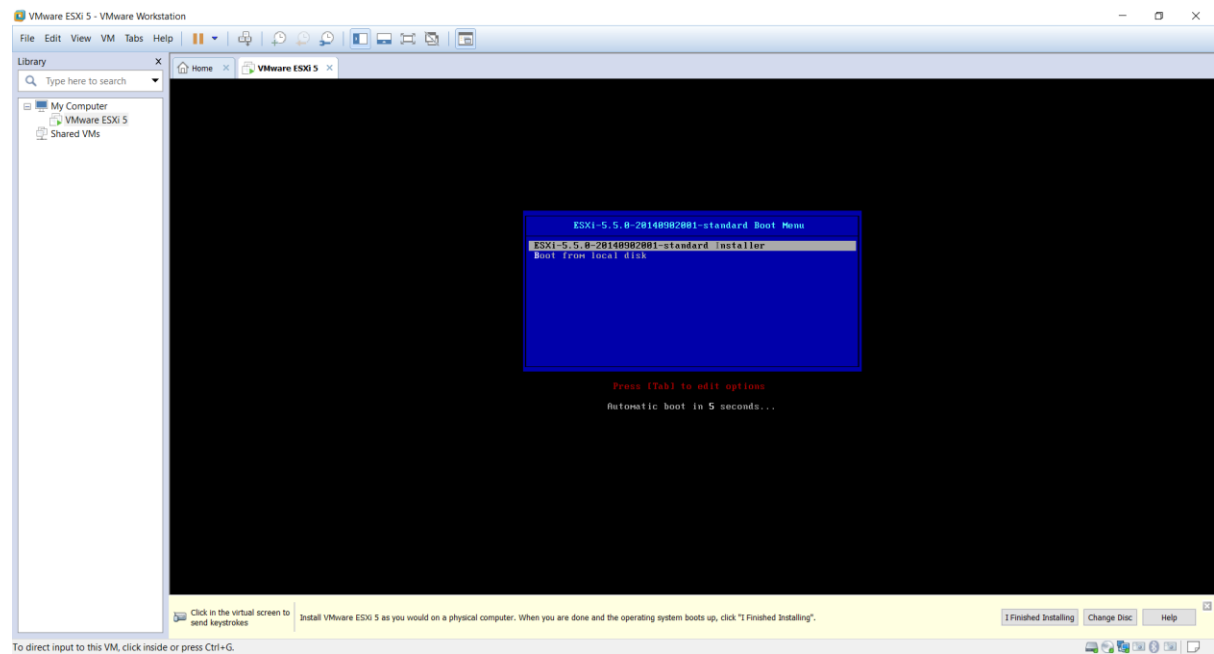 VMware ESXi 5 - VMware Workstation
File Edit View VM Tabs Help
Library
Type here to search
My Computer
VMware ESXi 5
Shared VMs
Home
VMware ESXi 5
ESXi-5.5.0-20140902001-standard Boot Menu
ESXi-5.5.0-20140902001-standard Installer
Boot from local disk
Press [Tab] to edit options
Automatic boot in 5 seconds...
Click in the virtual screen to
send keystrokes
Install VMware ESXi 5 as you would on a physical computer. When you are done and the operating system boots up, click "I Finished Installing".
I Finished Installing
Change Disc
Help
To direct input to this VM, click inside or press Ctrl+G.